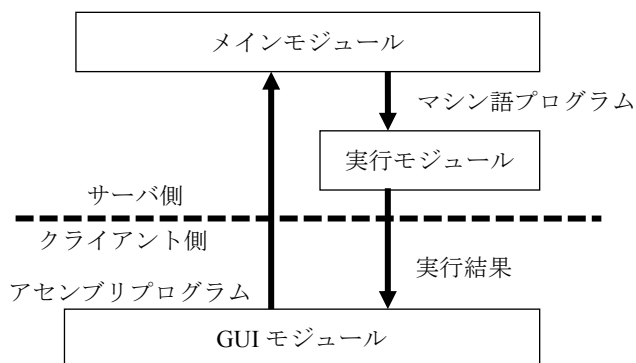 メインモジュール
マシン語プログラム
実行モジュール
サーバ側
クライアント側
実行結果
アセンブリプログラム
GUI モジュール